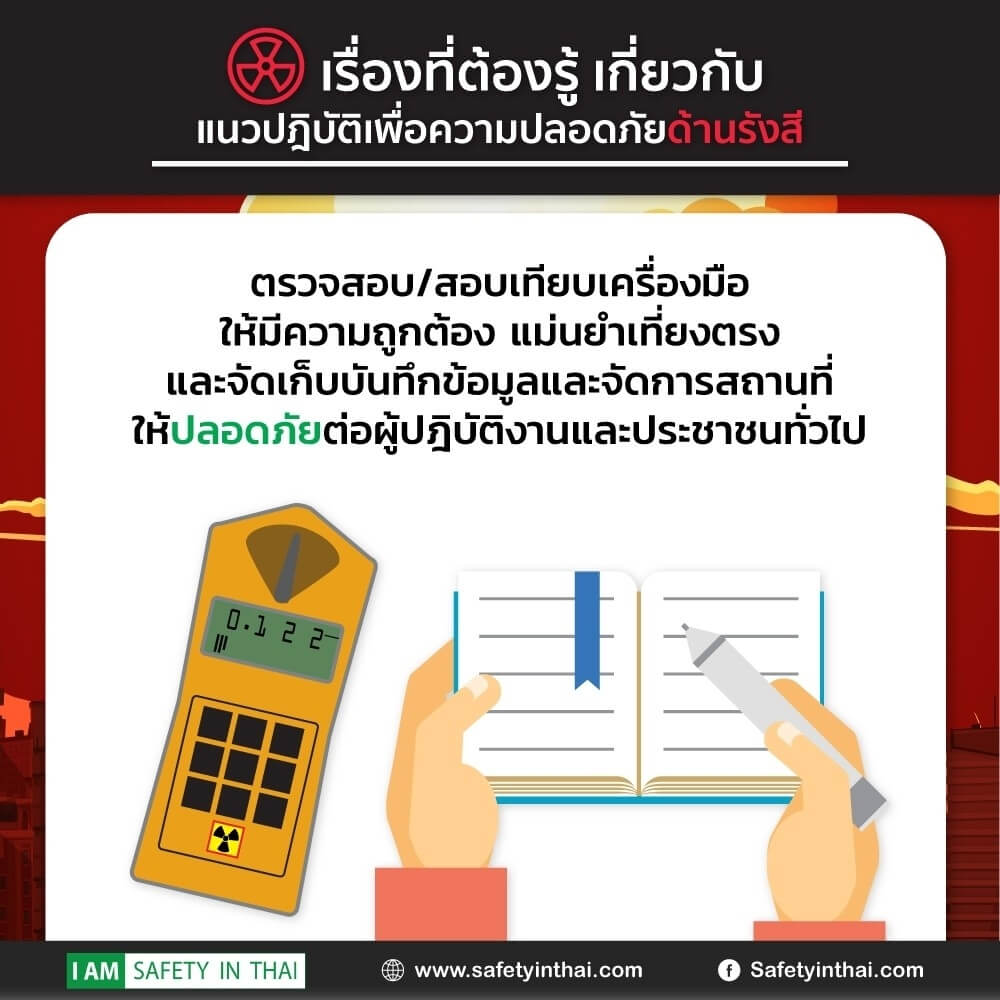 เรื่องที่ต้องรู้ เกี่ยวกับ
แนวปฎิบัติเพื่อความปลอดภัยด้านรังสี
ตรวจสอบ/สอบเทียบเครื่องมือ
ให้มีความถูกต้อง แม่นยำเที่ยงตรง
และจัดเก็บบันทึกข้อมูลและจัดการสถานที่
ให้ปลอดภัยต่อผู้ปฎิบัติงานและประชาชนทั่วไป
0.122
I AM SAFETY IN THAI
www.safetyinthai.com
Safetyinthai.com